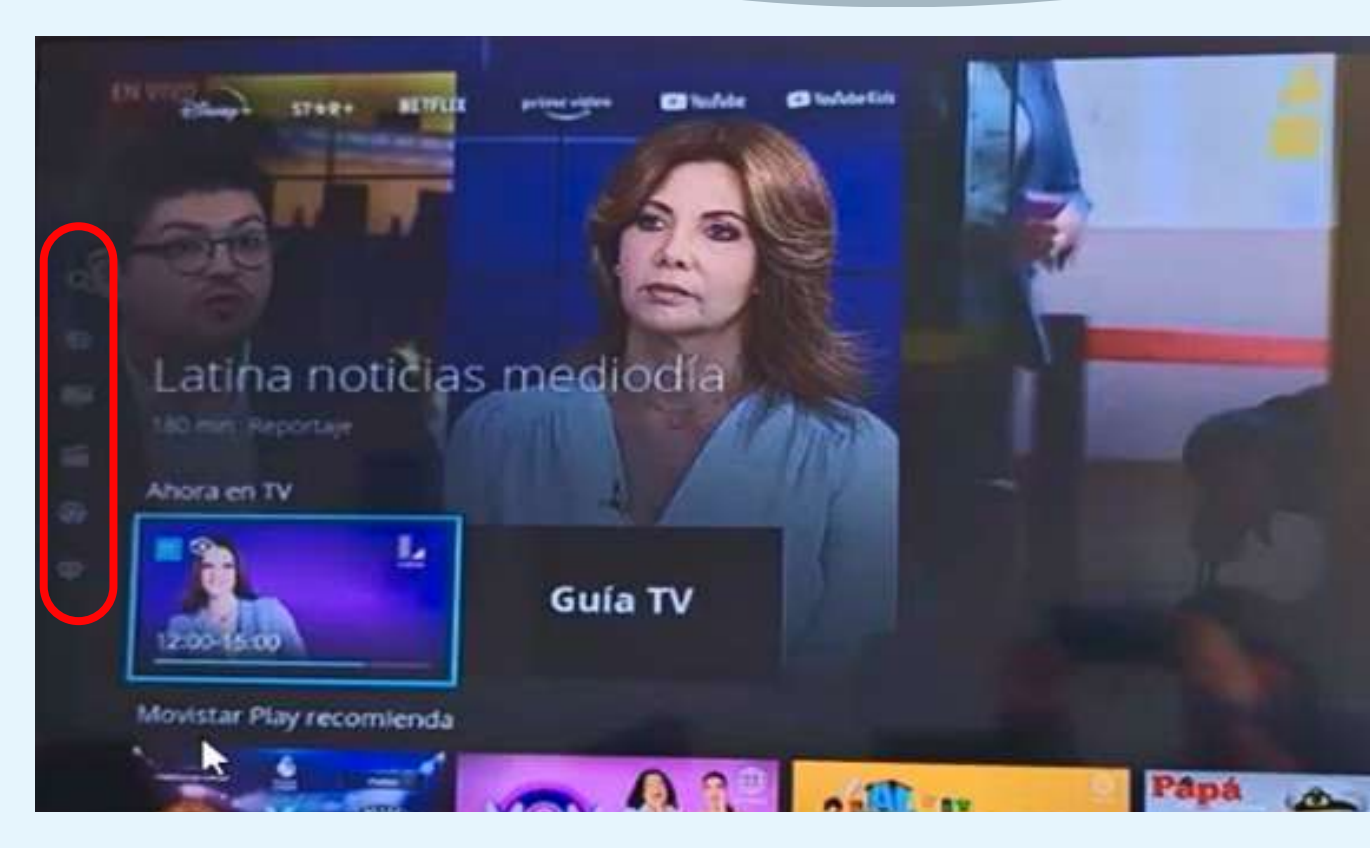 EN VIVO
Disney+ ST★R+ NETFLIX prime video YouTube YouTube Kids
Latina noticias mediodía
180 min Reportaje
Ahora en TV
12:00-15:00
Guía TV
Movistar Play recomienda
Papá